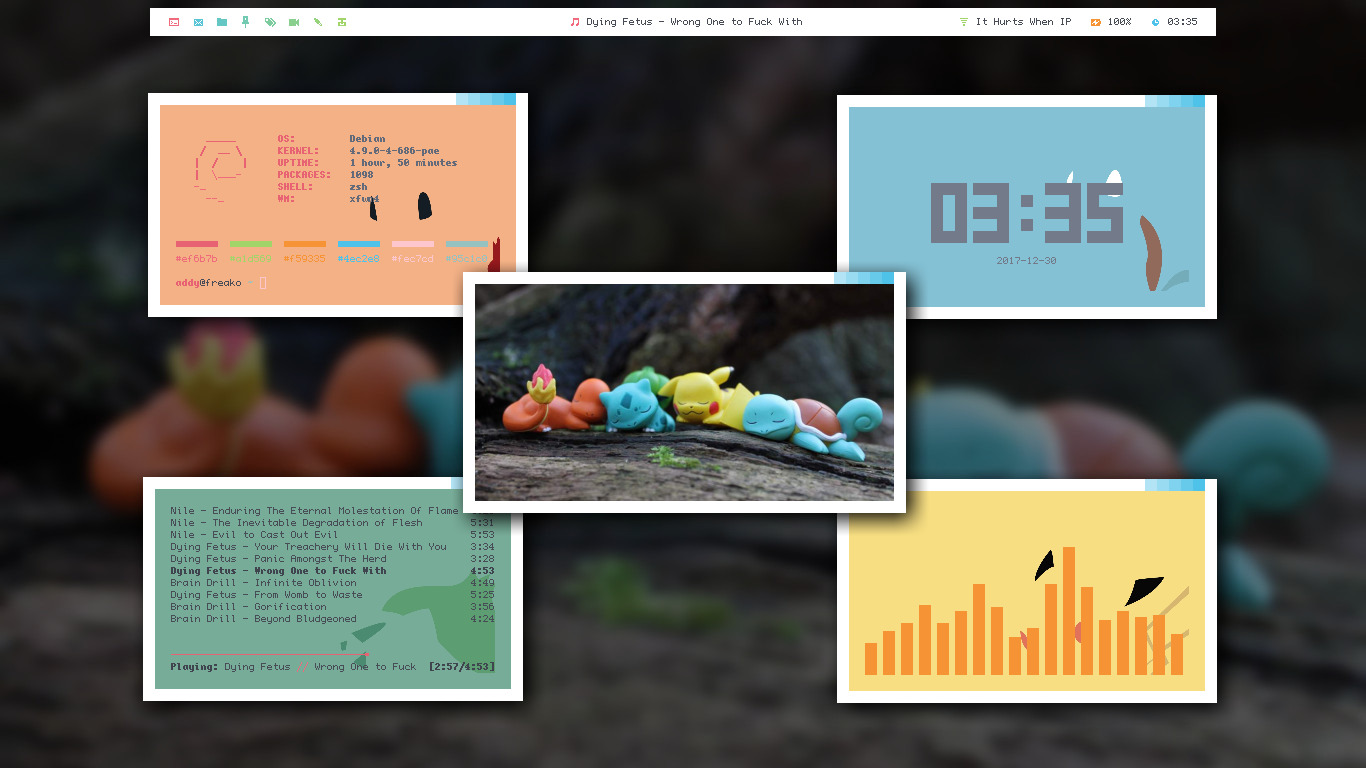 Dying Fetus - Wrong One to Fuck With
It Hurts When IP
100%
03:35
OS: Debian
KERNEL: 4.9.0-4-686-pae
UPTIME: 1 hour, 50 minutes
PACKAGES: 1098
SHELL: zsh
WM: xfwm4
#ef6b7b #f59335 #4ec2e8 #fec7cd
addy@freako ~
03:35
2017-12-30
Nile - Enduring The Eternal Molestation Of Flame
Nile - The Inevitable Degradation of Flesh 5:31
Nile - Evil to Cast Out Evil 5:53
Dying Fetus - Your Treachery Will Die With You 3:34
Dying Fetus - Panic Amongst The Herd 3:28
Dying Fetus - Wrong One to Fuck With 4:53
Brain Drill - Infinite Oblivion 4:49
Dying Fetus - From Womb to Waste 5:25
Brain Drill - Gorification 3:56
Brain Drill - Beyond Bludgeoned 4:24
Playing: Dying Fetus Wrong One to Fuck [2:57/4:53]